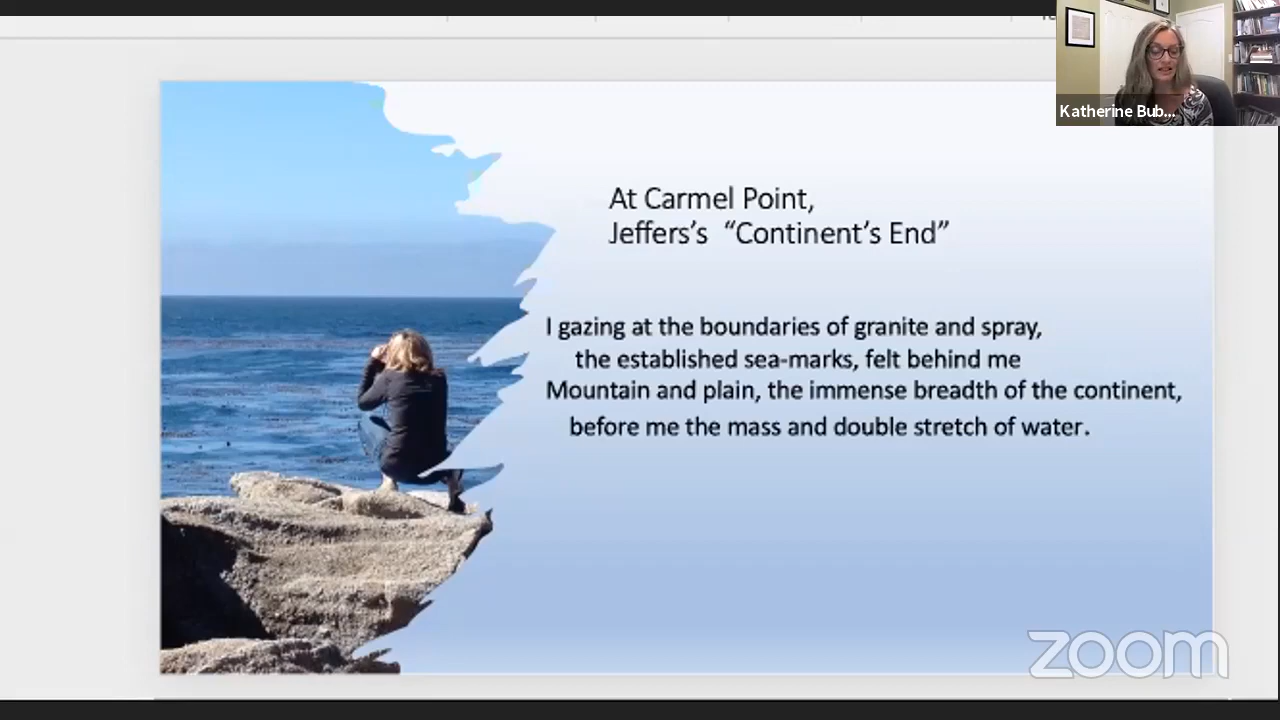 Katherine Bub...
At Carmel Point,
Jeffers's “Continent's End”
I gazing at the boundaries of granite and spray,
the established sea-marks, felt behind me
Mountain and plain, the immense breadth of the continent,
before me the mass and double stretch of water.
zoom